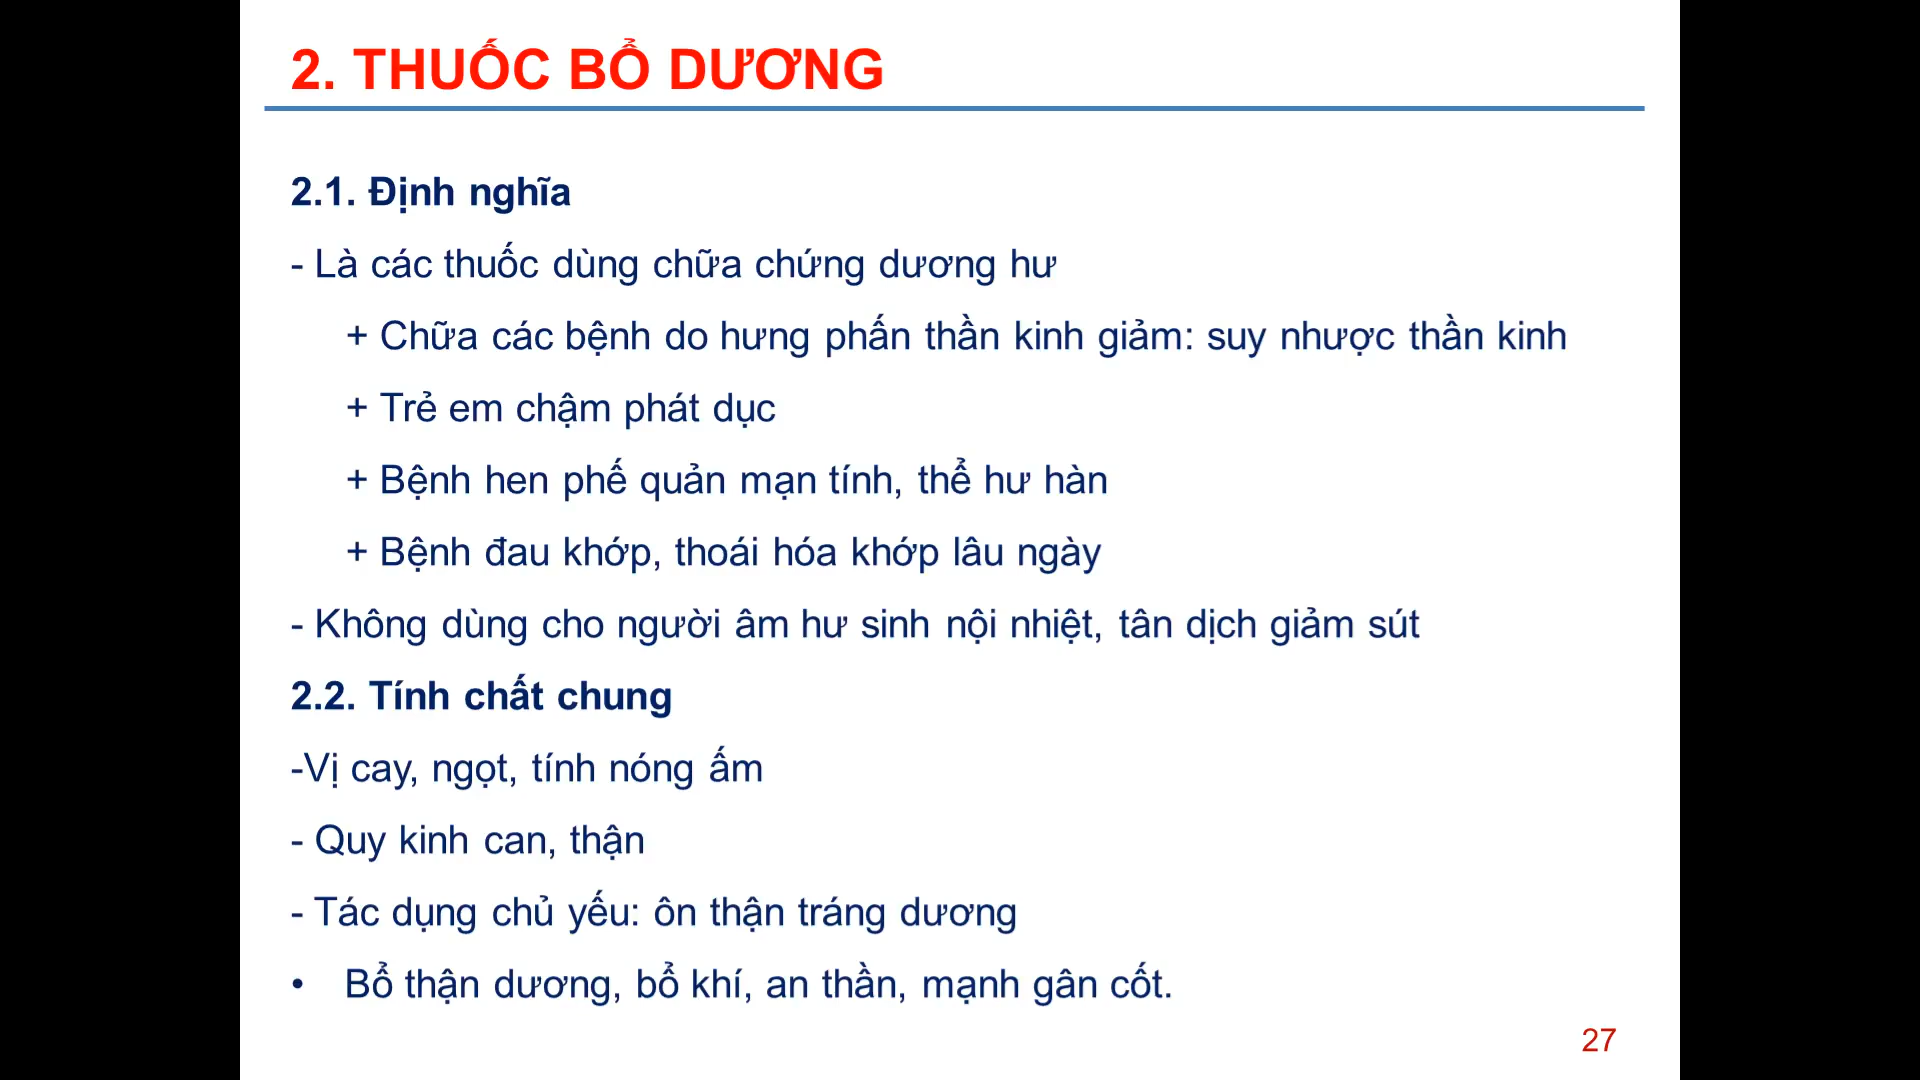 2. THUỐC BỔ DƯƠNG
2.1. Định nghĩa
- Là các thuốc dùng chữa chứng dương hư
+ Chữa các bệnh do hưng phấn thần kinh giảm: suy nhược thần kinh
+ Trẻ em chậm phát dục
+ Bệnh hen phế quản mạn tính, thể hư hàn
+ Bệnh đau khớp, thoái hóa khớp lâu ngày
- Không dùng cho người âm hư sinh nội nhiệt, tân dịch giảm sút
2.2. Tính chất chung
-Vị cay, ngọt, tính nóng ấm
- Quy kinh can, thận
- Tác dụng chủ yếu: ôn thận tráng dương
• Bổ thận dương, bổ khí, an thần, mạnh gân cốt.
27